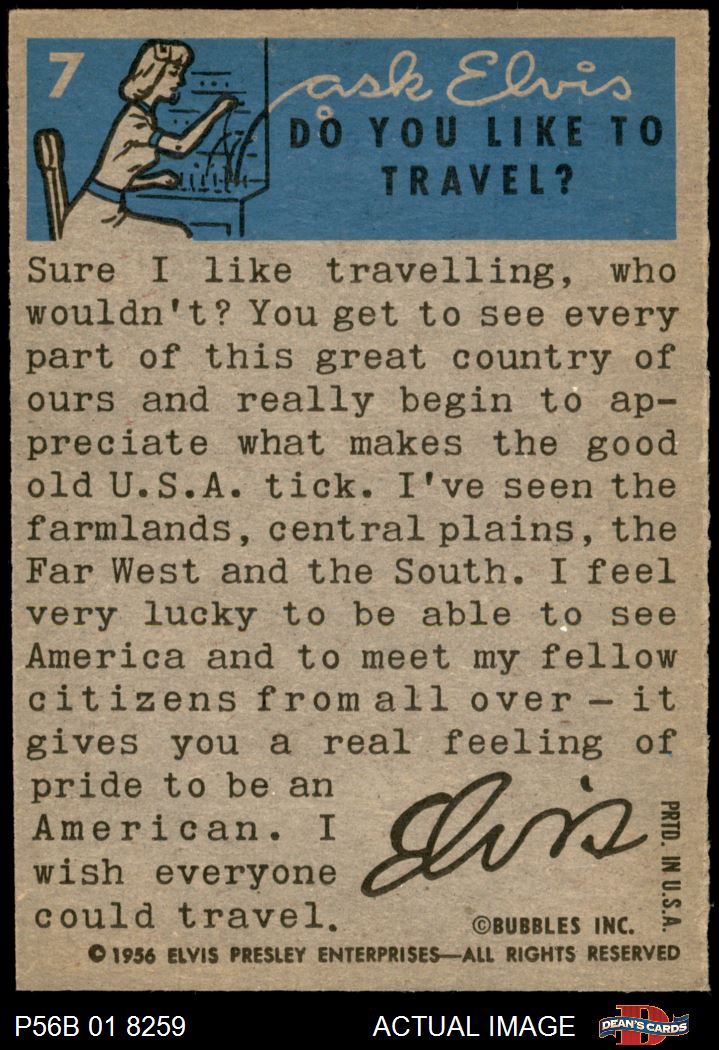 7
ask Elvis
DO YOU LIKE TO
TRAVEL?
Sure I like travelling, who
wouldn't? You get to see every
part of this great country of
ours and really begin to ap-
preciate what makes the good
old U.S.A. tick. I've seen the
farmlands, central plains, the
Far West and the South. I feel
very lucky to be able to see
America and to meet my fellow
citizens from all over – it
gives you a real feeling of
pride to be an
American. I
wish everyone
could travel.
Elvis
PRTD. IN U.S.A.
©BUBBLES INC.
© 1956 ELVIS PRESLEY ENTERPRISES—ALL RIGHTS RESERVED
P56B 01 8259
ACTUAL IMAGE
D
DEAN'S CARDS